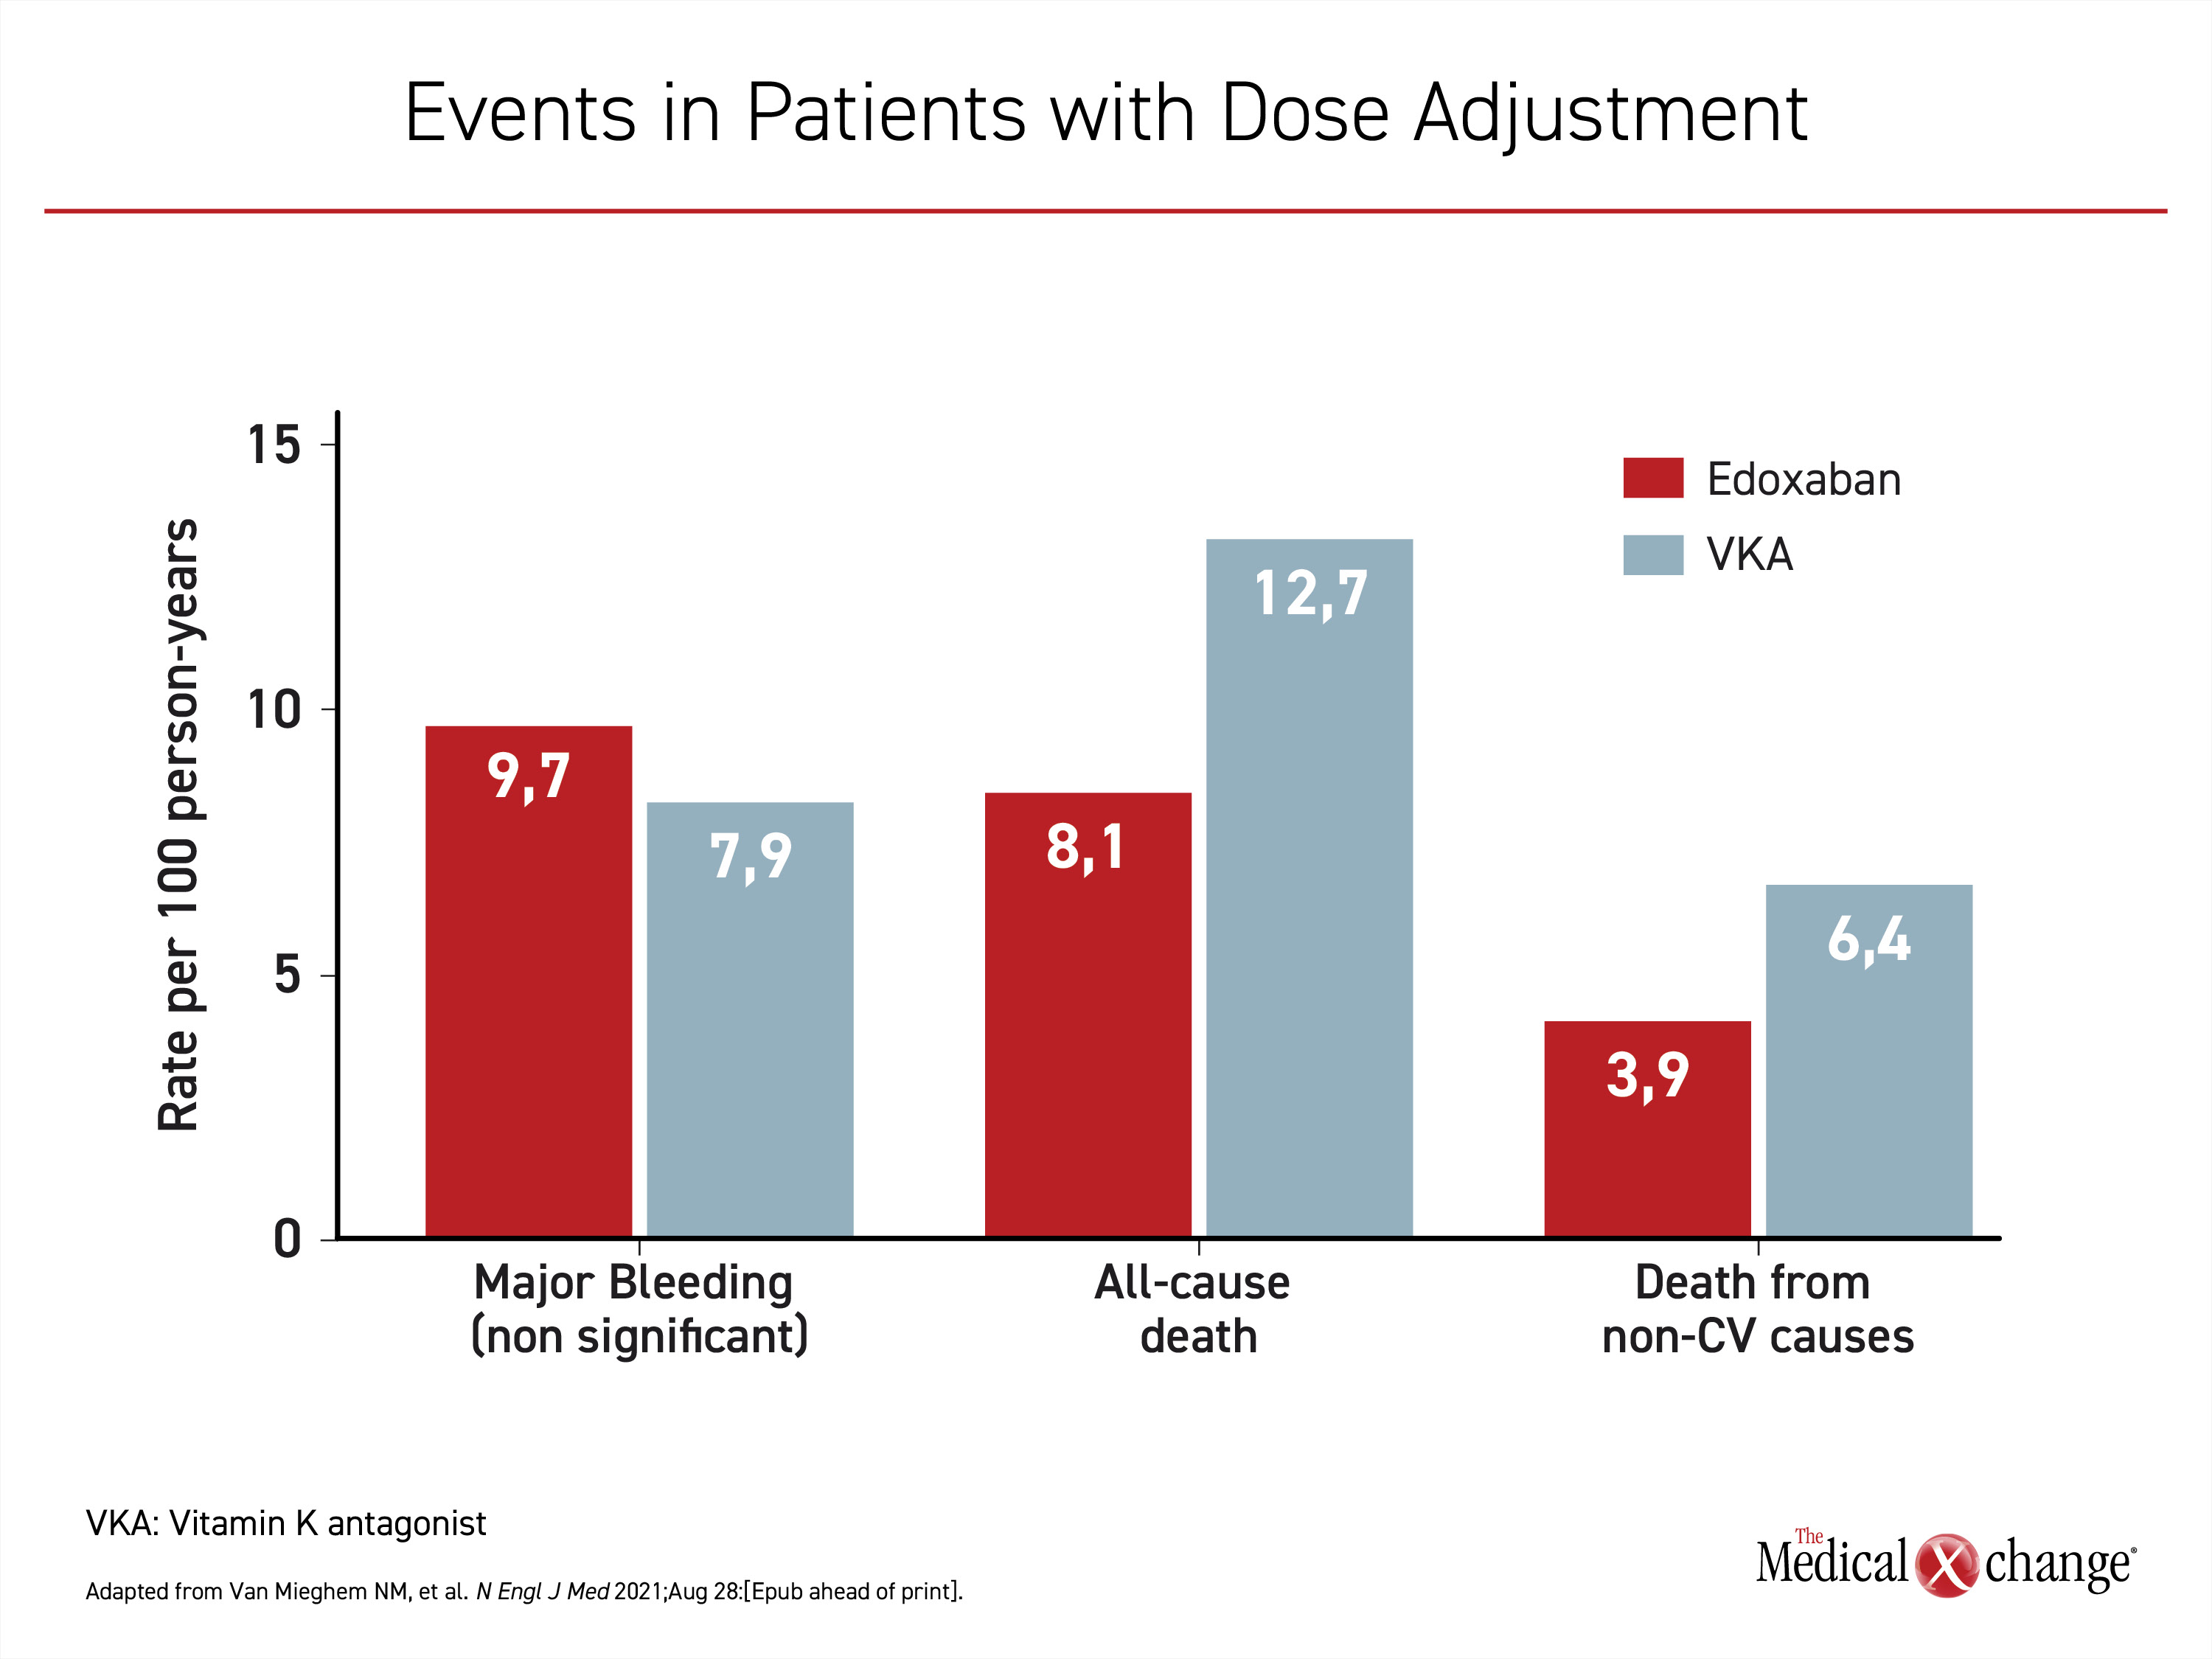 Events in Patients with Dose Adjustment
Rate per 100 person-years
15
10
5
0
Edoxaban
VKA
9,7
7,9
8,1
12,7
3,9
6,4
Major Bleeding
(non significant)
All-cause
death
Death from
non-CV causes
VKA: Vitamin K antagonist
Adapted from Van Mieghem NM, et al. N Engl J Med 2021;Aug 28:[Epub ahead of print].
The
Medical X change®